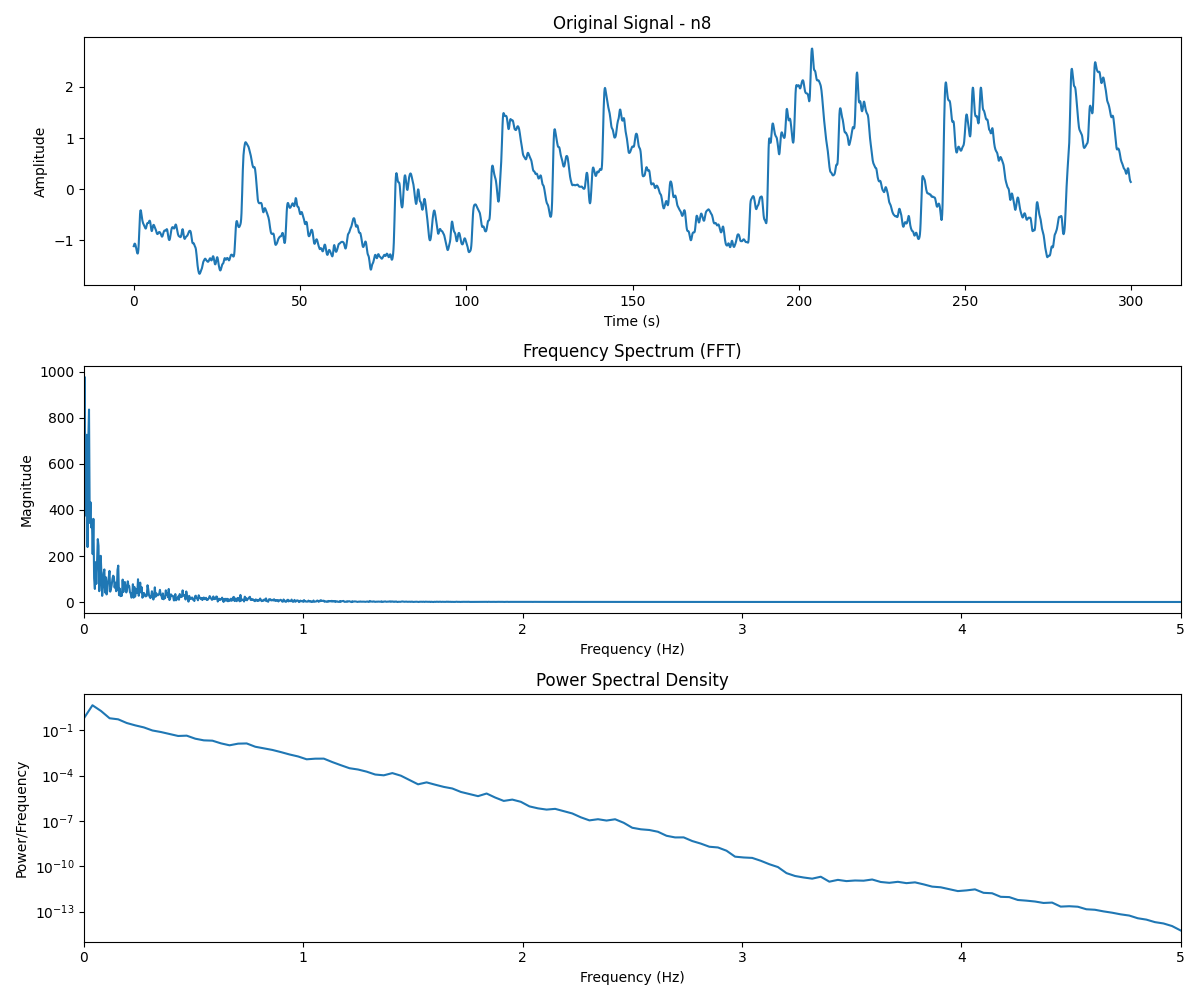 Original Signal - n8
2
1
0
−1
Amplitude
0 50 100 150 200 250 300
Time (s)
Frequency Spectrum (FFT)
1000
800
600
400
200
0
Magnitude
0 1 2 3 4 5
Frequency (Hz)
Power Spectral Density
10⁻¹
10⁻⁴
10⁻⁷
10⁻¹⁰
10⁻¹³
Power/Frequency
0 1 2 3 4 5
Frequency (Hz)